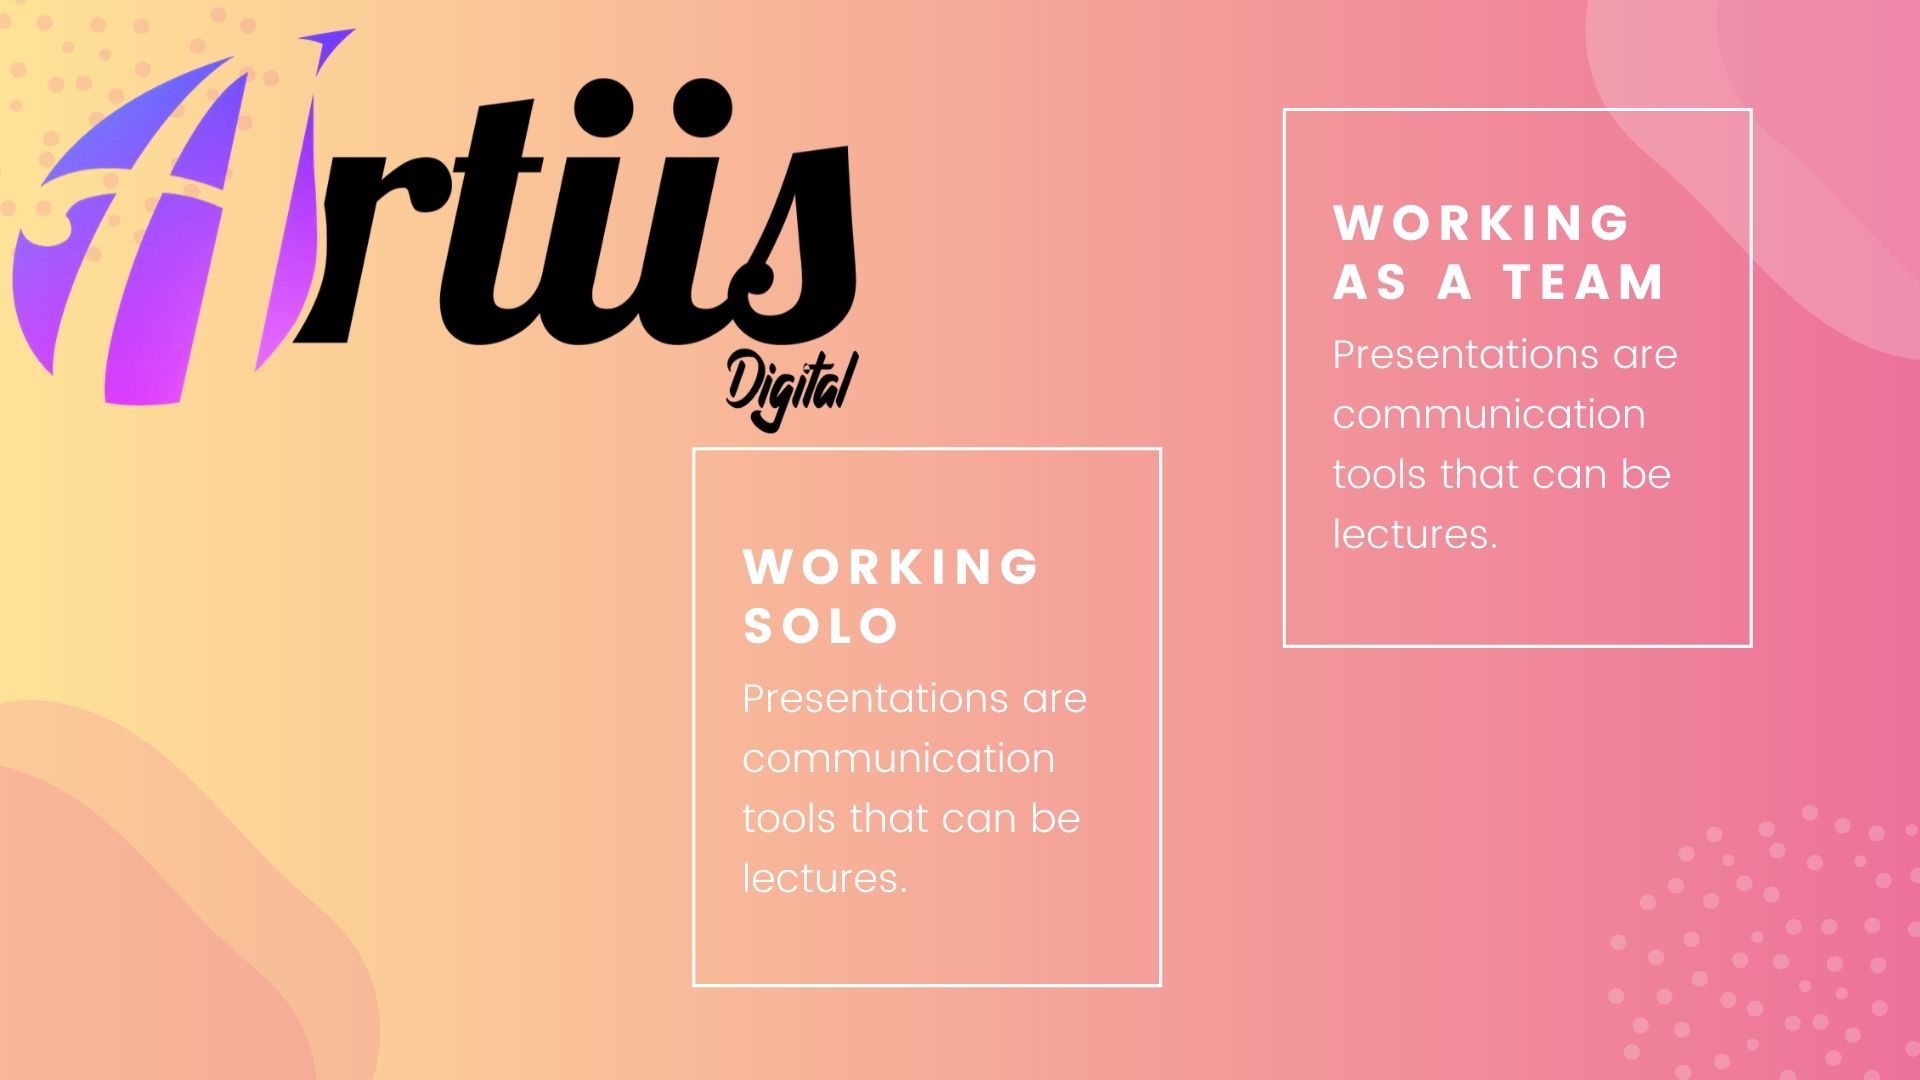 Artiis
Digital
WORKING
SOLO
Presentations are
communication
tools that can be
lectures.
WORKING
AS A TEAM
Presentations are
communication
tools that can be
lectures.